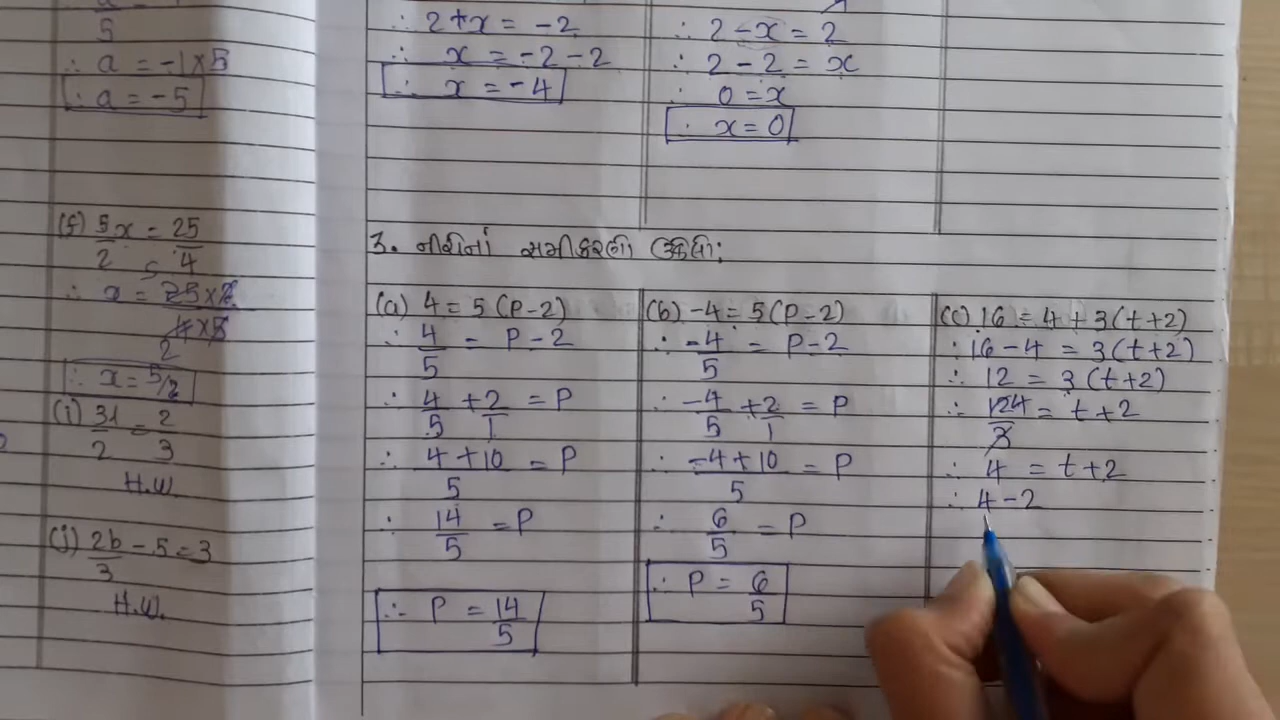 5
∴ a = -1×5
∴ a = -5
(f) 5/2 x = 25/4
∴ x = 25×2 / 4×5
2
∴ x = 5/2
(i)
2 3
H.W.
(j) 2b/3 - 5 = 3
H.W.
∴ 2+x = -2
∴ x = -2-2
∴ x = -4
∴ 2-x = 2
∴ 2-2 = x
∴ 0 = x
∴ x = 0
3. નીચેનાં સમીકરણો ઉકેલો:
(a) 4 = 5(P-2)
∴ 4/5 = P-2
∴ 4/5 + 2/1 = P
∴ 4+10 / 5 = P
∴ 14/5 = P
∴ P = 14/5
(b) -4 = 5(P-2)
∴ -4/5 = P-2
∴ -4/5 + 2/1 = P
∴ -4+10 / 5 = P
∴ 6/5 = P
∴ P = 6/5
(c) 16 = 4+3(t+2)
∴ 16-4 = 3(t+2)
∴ 12 = 3(t+2)
∴ 12 4/3 = t+2
∴ 4 = t+2
∴ 4-2